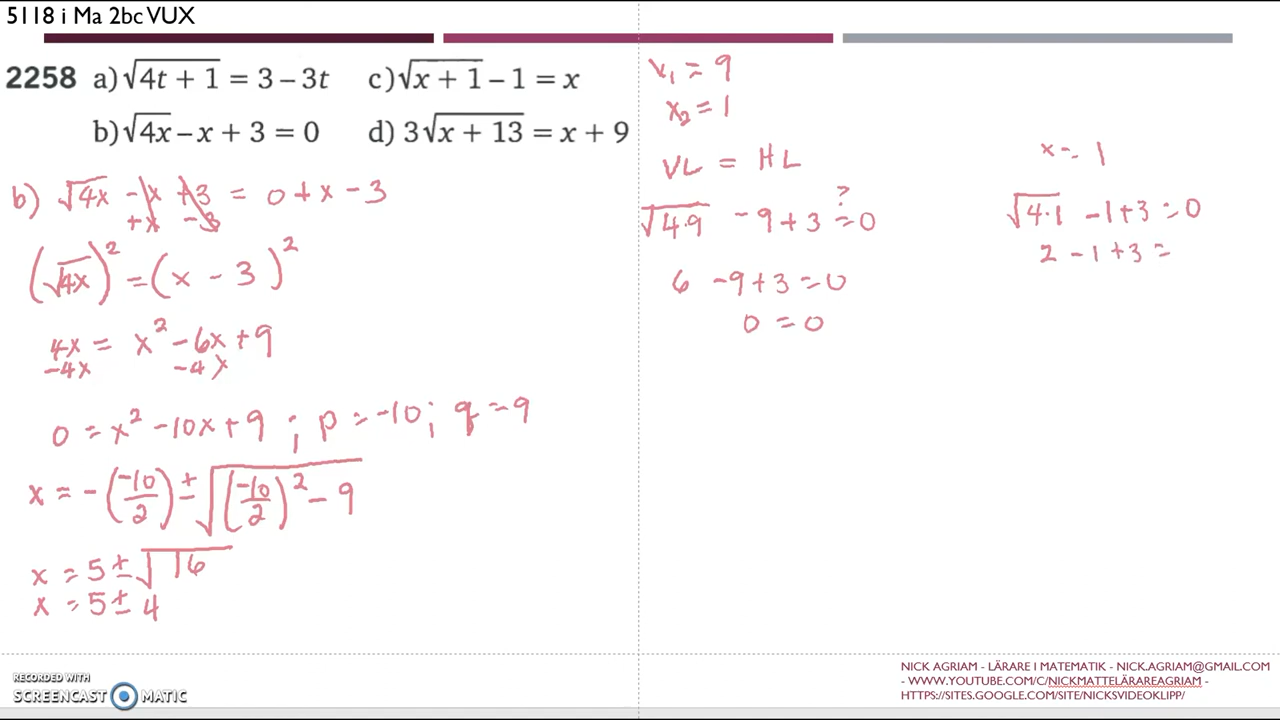 5118 i Ma 2bc VUX
2258 a) √4t + 1 = 3 – 3t c) √x + 1 – 1 = x
b) √4x – x + 3 = 0 d) 3√x + 13 = x + 9
b) √4x - x + 3 = 0 + x - 3
+x - 3
(√4x)² = (x - 3)²
4x = x² - 6x + 9
-4x -4x
0 = x² - 10x + 9 ; p = -10 ; q = 9
x = - (-10/2) ± √(-10/2)² - 9
x = 5 ± √16
x = 5 ± 4
x₁ = 9
x₂ = 1
VL = HL
?
√4·9 - 9 + 3 = 0
6 - 9 + 3 = 0
0 = 0
x = 1
√4·1 - 1 + 3 = 0
2 - 1 + 3 =
RECORDED WITH
SCREENCAST MATIC
NICK AGRIAM - LÄRARE I MATEMATIK - NICK.AGRIAM@GMAIL.COM
- WWW.YOUTUBE.COM/C/NICKMATTELÄRAREAGRIAM -
HTTPS://SITES.GOOGLE.COM/SITE/NICKSVIDEOKLIPP/